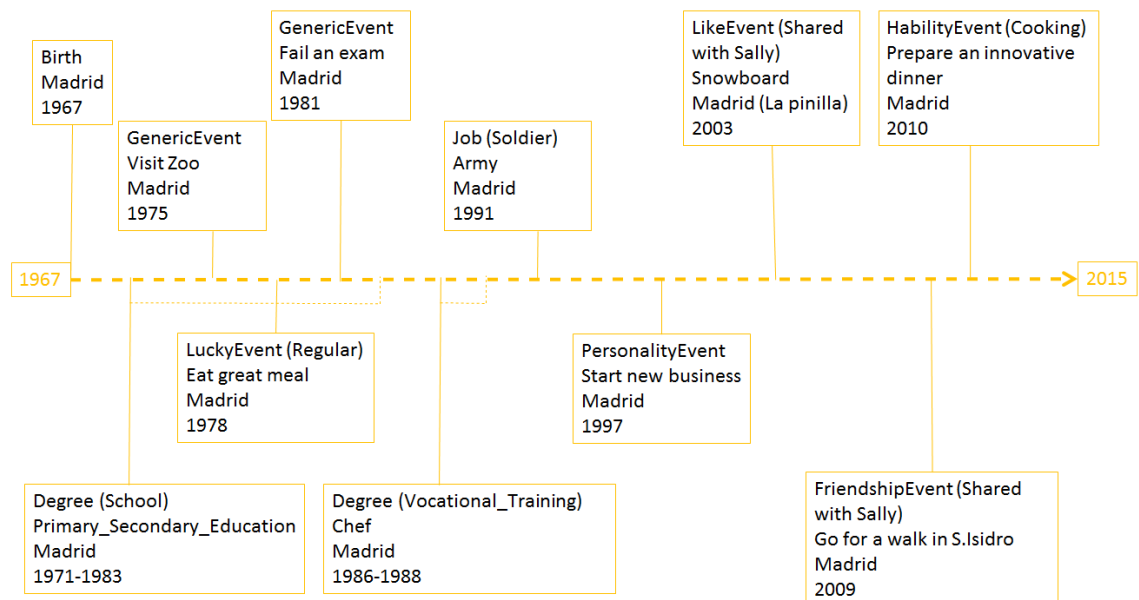 Birth
Madrid
1967
GenericEvent
Visit Zoo
Madrid
1975
GenericEvent
Fail an exam
Madrid
1981
Job (Soldier)
Army
Madrid
1991
LikeEvent (Shared
with Sally)
Snowboard
Madrid (La pinilla)
2003
HabilityEvent (Cooking)
Prepare an innovative
dinner
Madrid
2010
1967
2015
LuckyEvent (Regular)
Eat great meal
Madrid
1978
PersonalityEvent
Start new business
Madrid
1997
Degree (School)
Primary_Secondary_Education
Madrid
1971-1983
Degree (Vocational_Training)
Chef
Madrid
1986-1988
FriendshipEvent (Shared
with Sally)
Go for a walk in S.Isidro
Madrid
2009